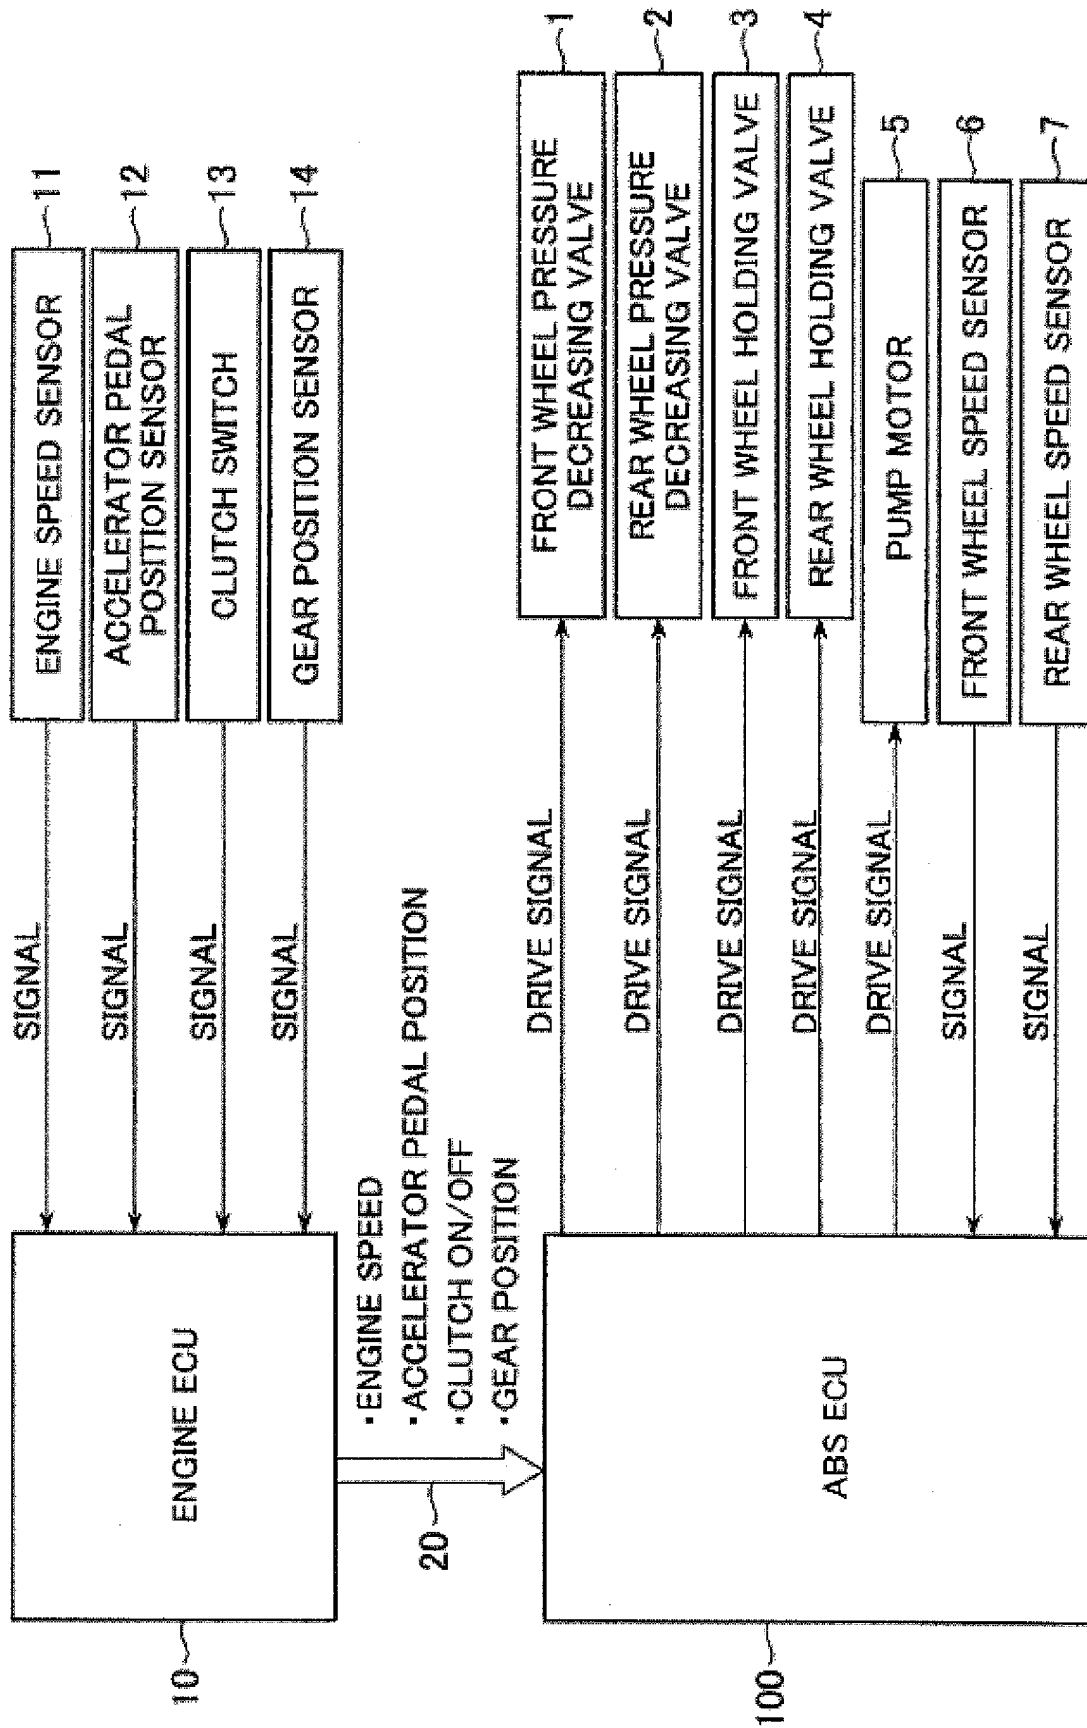 10
ENGINE ECU
SIGNAL
ENGINE SPEED SENSOR
11
SIGNAL
ACCELERATOR PEDAL
POSITION SENSOR
12
SIGNAL
CLUTCH SWITCH
13
SIGNAL
GEAR POSITION SENSOR
14
20
・ENGINE SPEED
・ACCELERATOR PEDAL POSITION
・CLUTCH ON/OFF
・GEAR POSITION
100
ABS ECU
DRIVE SIGNAL
FRONT WHEEL PRESSURE
DECREASING VALVE
1
DRIVE SIGNAL
REAR WHEEL PRESSURE
DECREASING VALVE
2
DRIVE SIGNAL
FRONT WHEEL HOLDING VALVE
3
DRIVE SIGNAL
REAR WHEEL HOLDING VALVE
4
DRIVE SIGNAL
PUMP MOTOR
5
SIGNAL
FRONT WHEEL SPEED SENSOR
6
SIGNAL
REAR WHEEL SPEED SENSOR
7